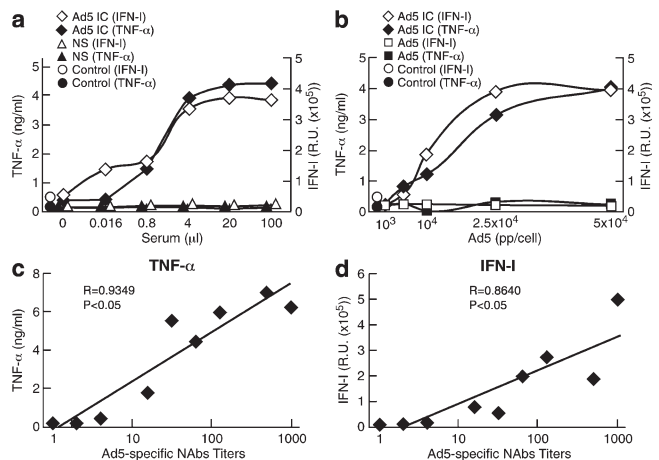 a
Ad5 IC (IFN-I)
Ad5 IC (TNF-α)
NS (IFN-I)
NS (TNF-α)
Control (IFN-I)
Control (TNF-α)
TNF-α (ng/ml)
5
4
3
2
1
0
IFN-I (R.U. (x10⁵))
5
4
3
2
1
0
0 0.016 0.8 4 20 100
Serum (μl)
b
Ad5 IC (IFN-I)
Ad5 IC (TNF-α)
Ad5 (IFN-I)
Ad5 (TNF-α)
Control (IFN-I)
Control (TNF-α)
TNF-α (ng/ml)
5
4
3
2
1
0
IFN-I (R.U. (x10⁵))
5
4
3
2
1
0
10³ 10⁴ 2.5x10⁴ 5x10⁴
Ad5 (pp/cell)
c
TNF-α
R=0.9349
P<0.05
TNF-α (ng/ml)
8
6
4
2
0
1 10 100 1000
Ad5-specific NAbs Titers
d
IFN-I
R=0.8640
P<0.05
IFN-I (R.U. (x10⁵))
6
5
4
3
2
1
0
1 10 100 1000
Ad5-specific NAbs Titers